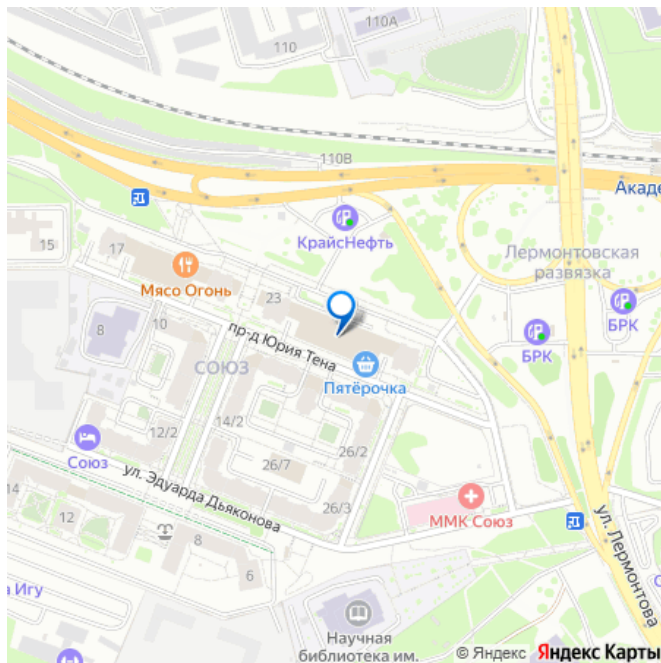 110А
110
110В
Акаде
КрайсНефть
15
17
Мясо Огонь
Лермонтовская
развязка
23
БРК
8
10
пр-д Юрия Тена
БРК
СОЮЗ
Пятёрочка
14/2
12/2
26/2
Союз
26/7
14
12
26/3
ул. Эдуарда Дьяконова
ММК Союз
8
6
ул. Лермонтова
а Игу
С
Научная
библиотека им.
© Яндекс Яндекс Карты